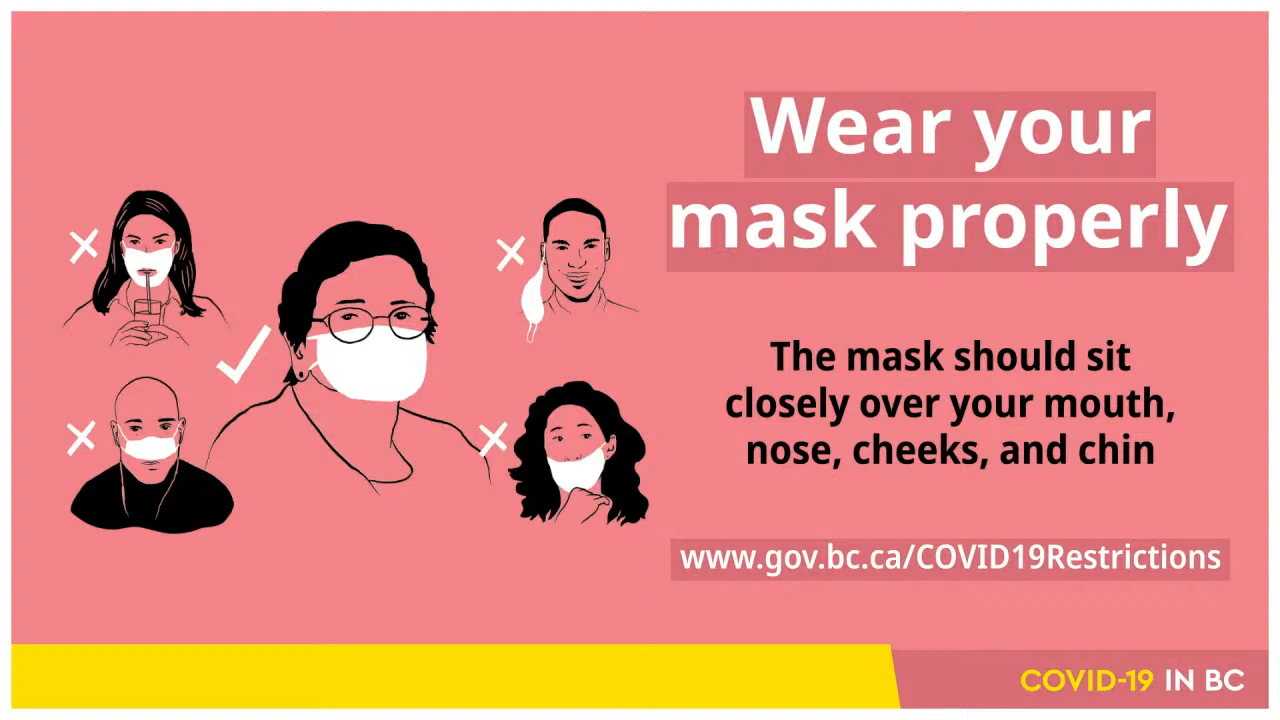 Wear your
mask properly
The mask should sit
closely over your mouth,
nose, cheeks, and chin
www.gov.bc.ca/COVID19Restrictions
COVID-19 IN BC